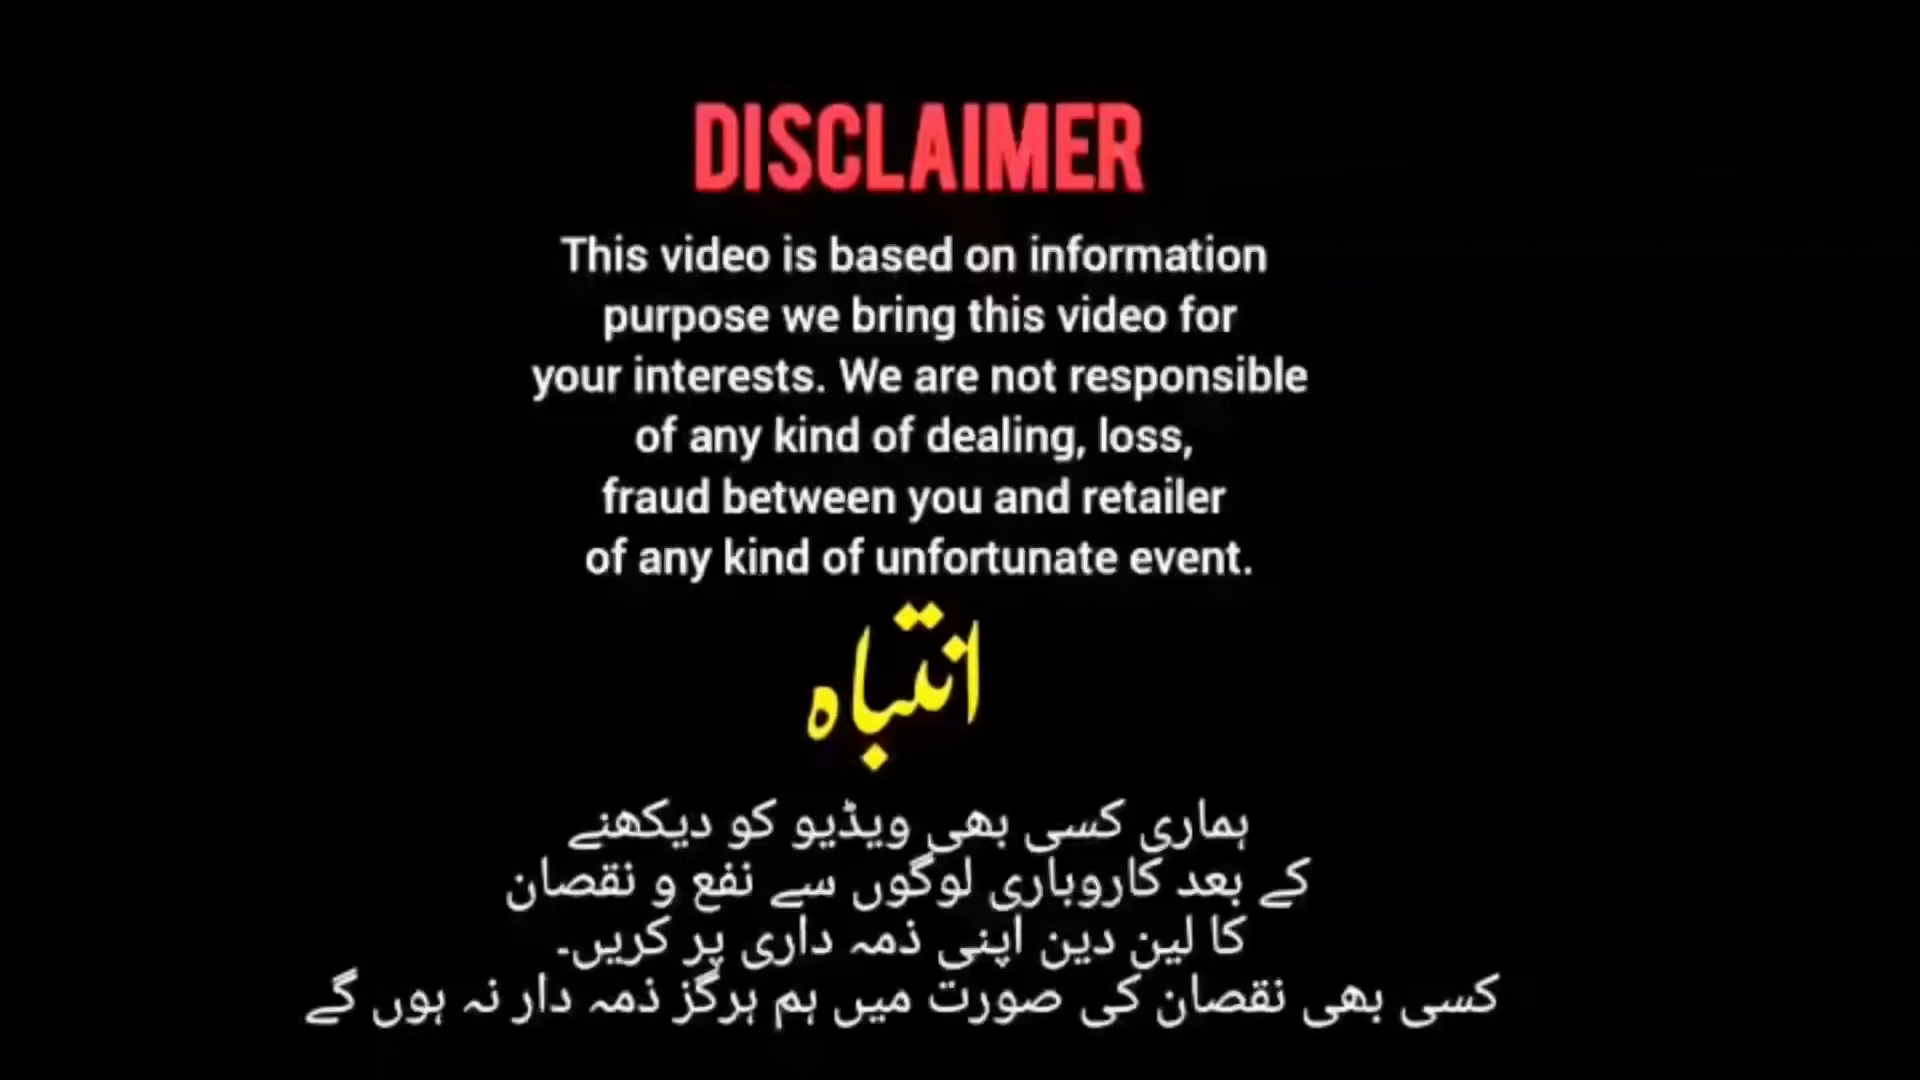 DISCLAIMER
This video is based on information
purpose we bring this video for
your interests. We are not responsible
of any kind of dealing, loss,
fraud between you and retailer
of any kind of unfortunate event.
انتباہ
ہماری کسی بھی ویڈیو کو دیکھنے
کے بعد کاروباری لوگوں سے نفع و نقصان
کا لین دین اپنی ذمہ داری پر کریں۔
کسی بھی نقصان کی صورت میں ہم ہرگز ذمہ دار نہ ہوں گے